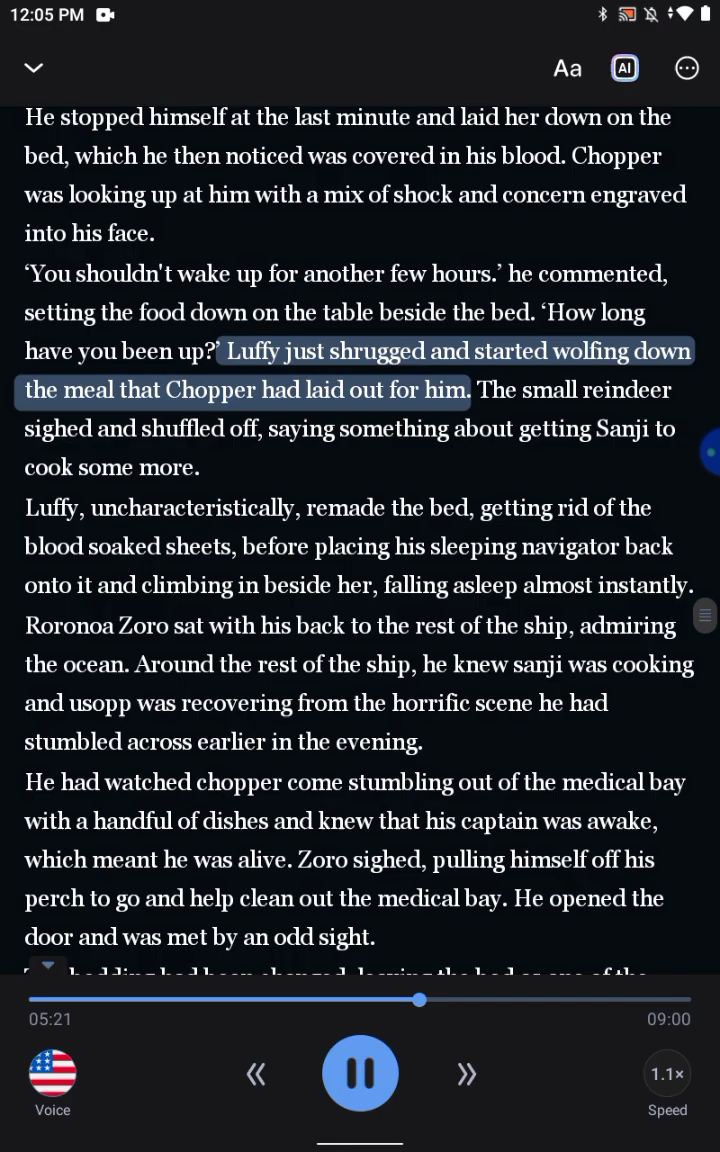 12:05 PM
Aa
AI
He stopped himself at the last minute and laid her down on the
bed, which he then noticed was covered in his blood. Chopper
was looking up at him with a mix of shock and concern engraved
into his face.
‘You shouldn't wake up for another few hours.’ he commented,
setting the food down on the table beside the bed. ‘How long
have you been up?’ Luffy just shrugged and started wolfing down
the meal that Chopper had laid out for him. The small reindeer
sighed and shuffled off, saying something about getting Sanji to
cook some more.
Luffy, uncharacteristically, remade the bed, getting rid of the
blood soaked sheets, before placing his sleeping navigator back
onto it and climbing in beside her, falling asleep almost instantly.
Roronoa Zoro sat with his back to the rest of the ship, admiring
the ocean. Around the rest of the ship, he knew sanji was cooking
and usopp was recovering from the horrific scene he had
stumbled across earlier in the evening.
He had watched chopper come stumbling out of the medical bay
with a handful of dishes and knew that his captain was awake,
which meant he was alive. Zoro sighed, pulling himself off his
perch to go and help clean out the medical bay. He opened the
door and was met by an odd sight.
bedding had been changed, leaving the bed as one of the
05:21
09:00
1.1×
Voice
Speed